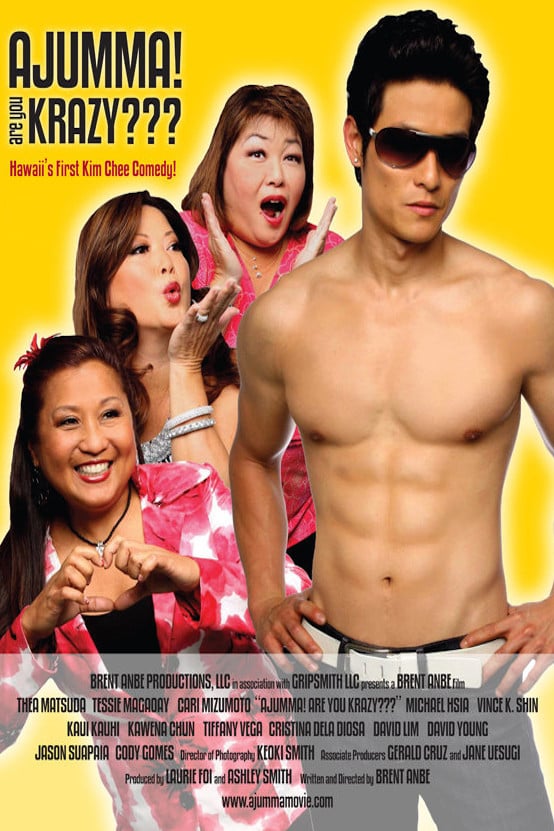 AJUMMA!
are you KRAZY???
Hawaii's First Kim Chee Comedy!
BRENT ANBE PRODUCTIONS, LLC in association with GRIPSMITH LLC presents a BRENT ANBE film
THEA MATSUDA TESSIE MAGAOAY CARI MIZUMOTO "AJUMMA! ARE YOU KRAZY???" MICHAEL HSIA VINCE K. SHIN
KAUI KAUHI KAWENA CHUN TIFFANY VEGA CRISTINA DELA DIOSA DAVID LIM DAVID YOUNG
JASON SUAPAIA CODY GOMES Director of Photography KEOKI SMITH Associate Producers GERALD CRUZ and JANE UESUGI
Produced by LAURIE FOI and ASHLEY SMITH Written and Directed by BRENT ANBE
www.ajummamovie.com